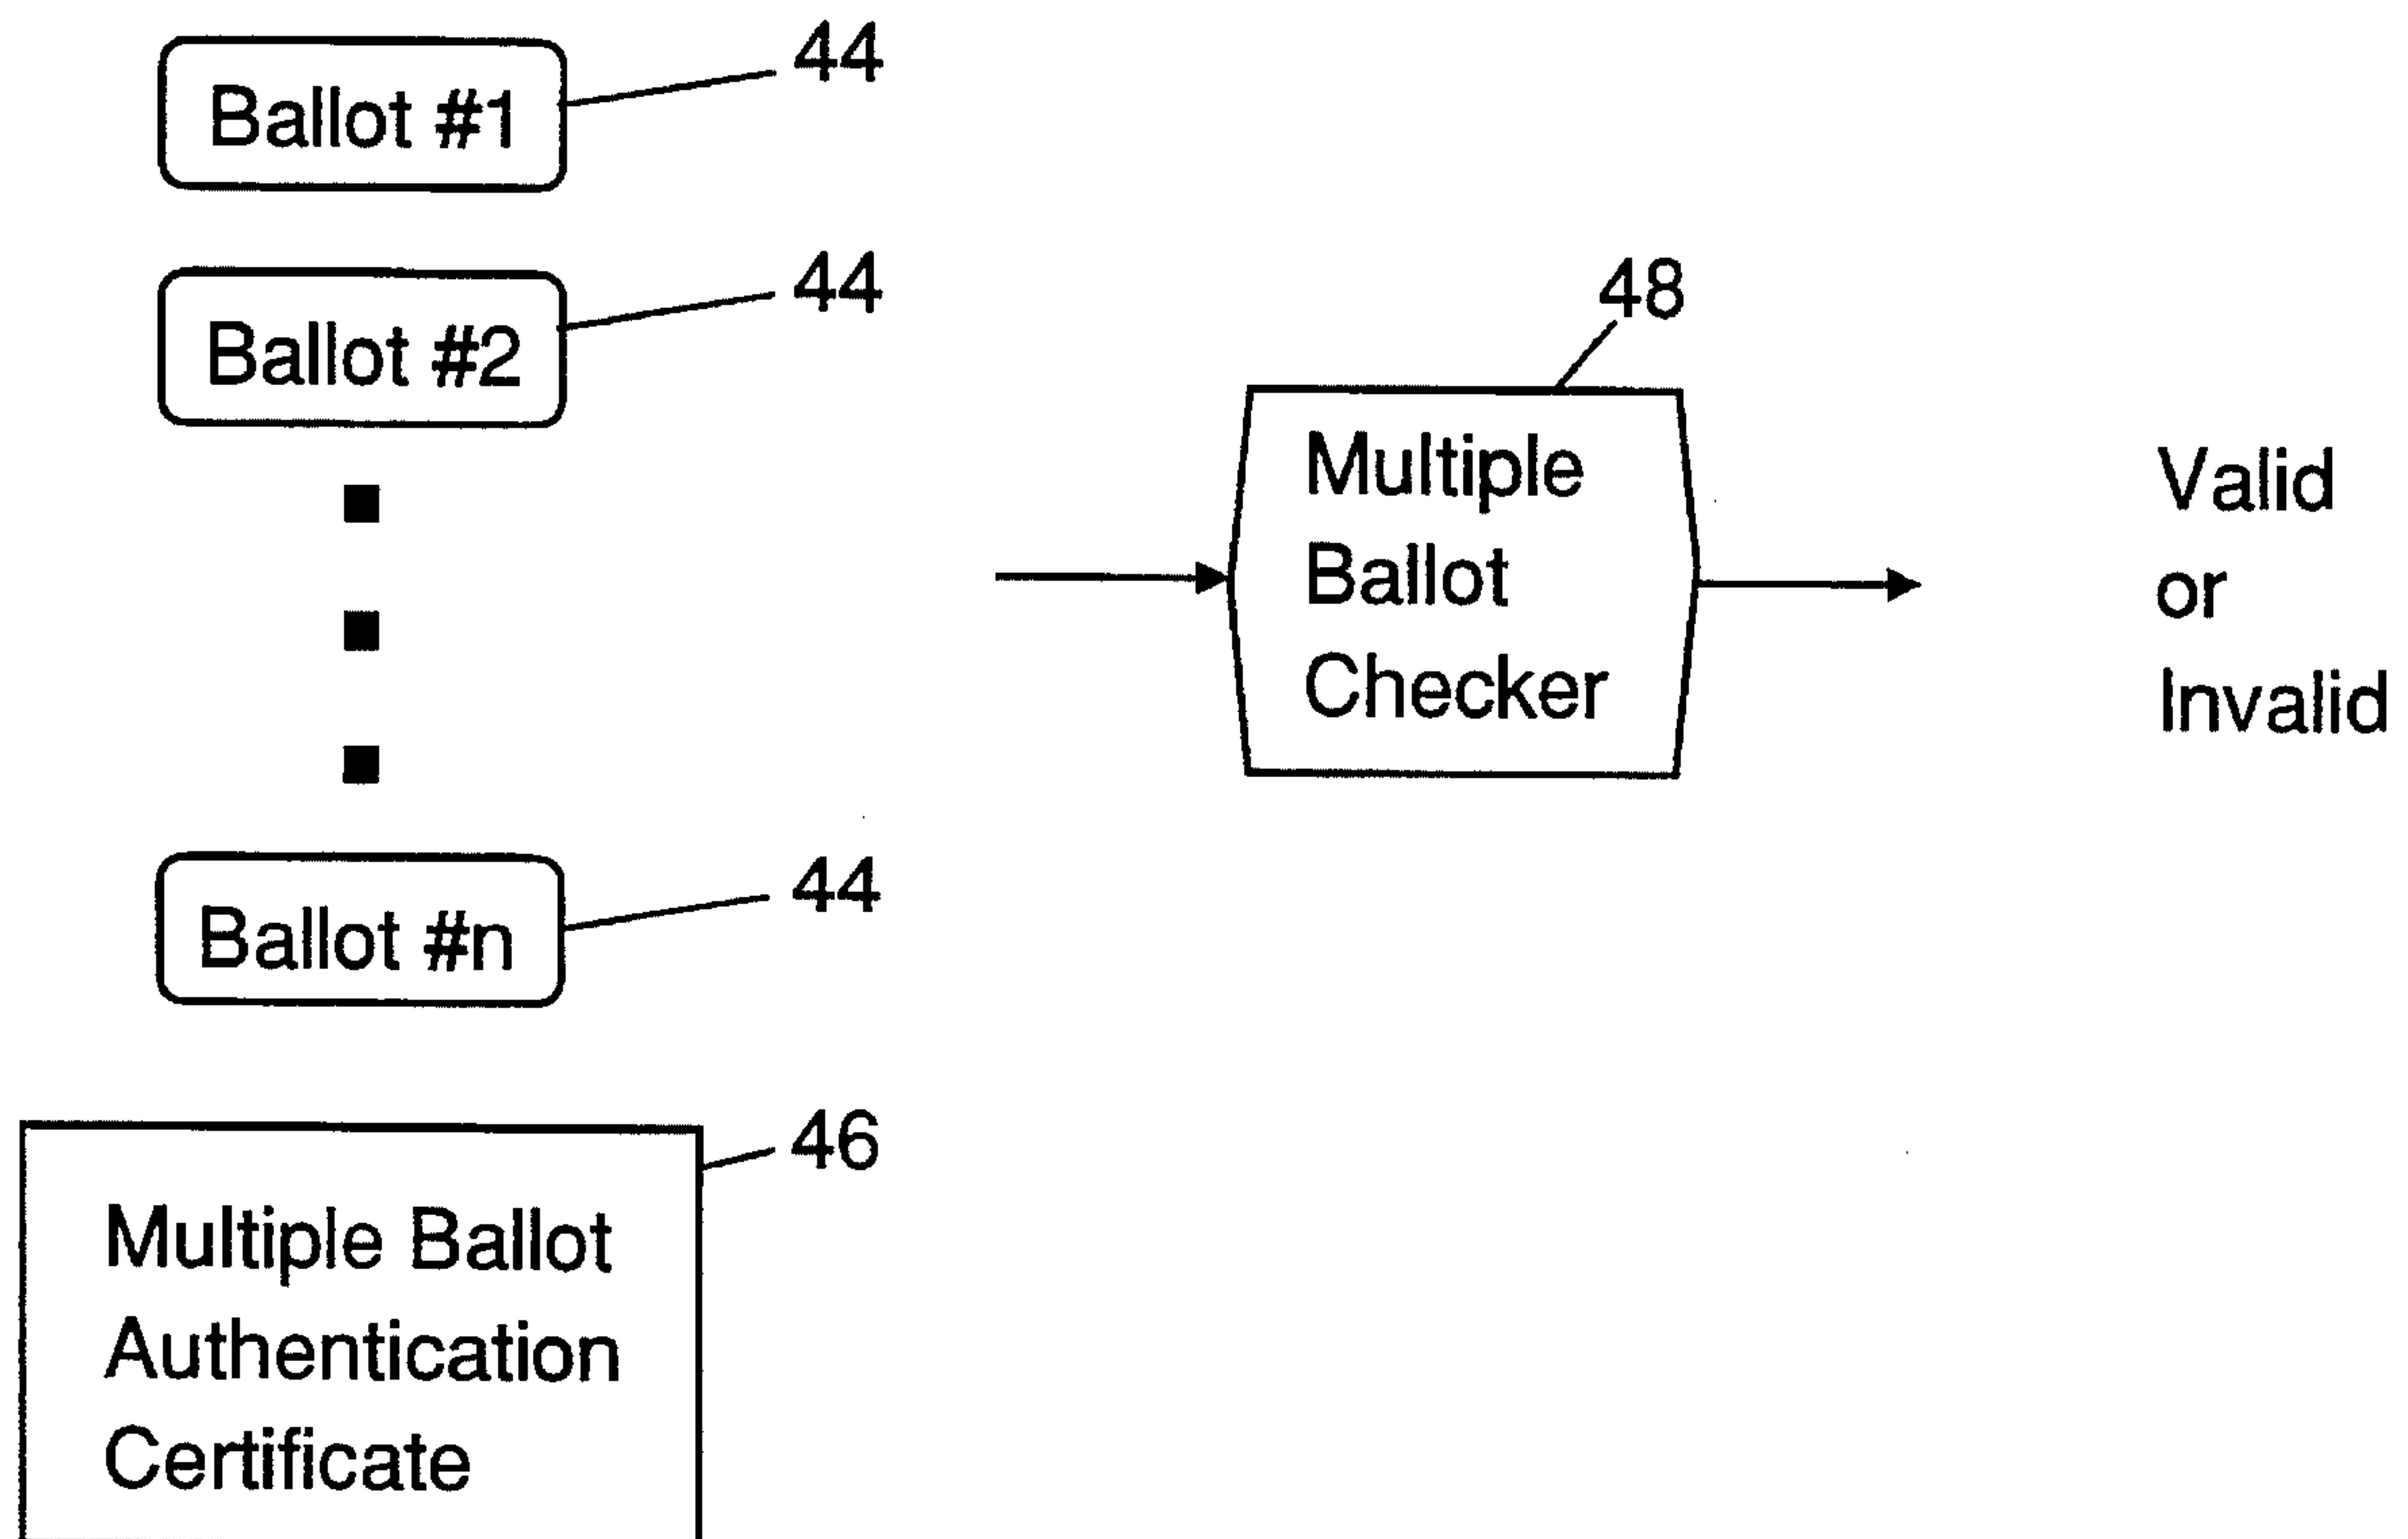 Ballot #1
44
Ballot #2
44
48
Multiple
Ballot
Checker
Valid
or
Invalid
Ballot #n
44
46
Multiple Ballot
Authentication
Certificate